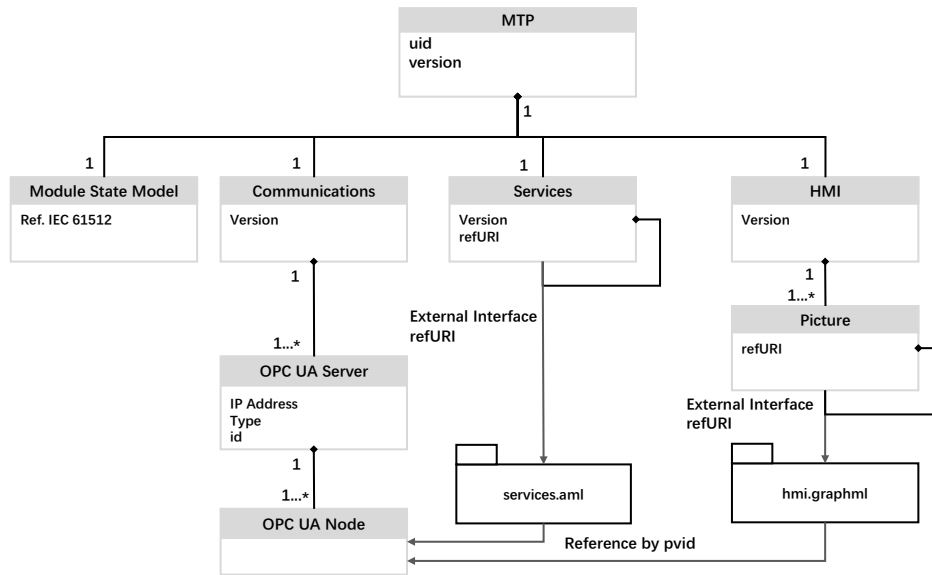 MTP
uid
version
1
1
1
1
1
Module State Model
Ref. IEC 61512
Communications
Version
Services
Version
refURI
HMI
Version
1
1
1...*
External Interface
refURI
Picture
refURI
1...*
OPC UA Server
IP Address
Type
id
External Interface
refURI
1
1...*
services.aml
hmi.graphml
OPC UA Node
Reference by pvid